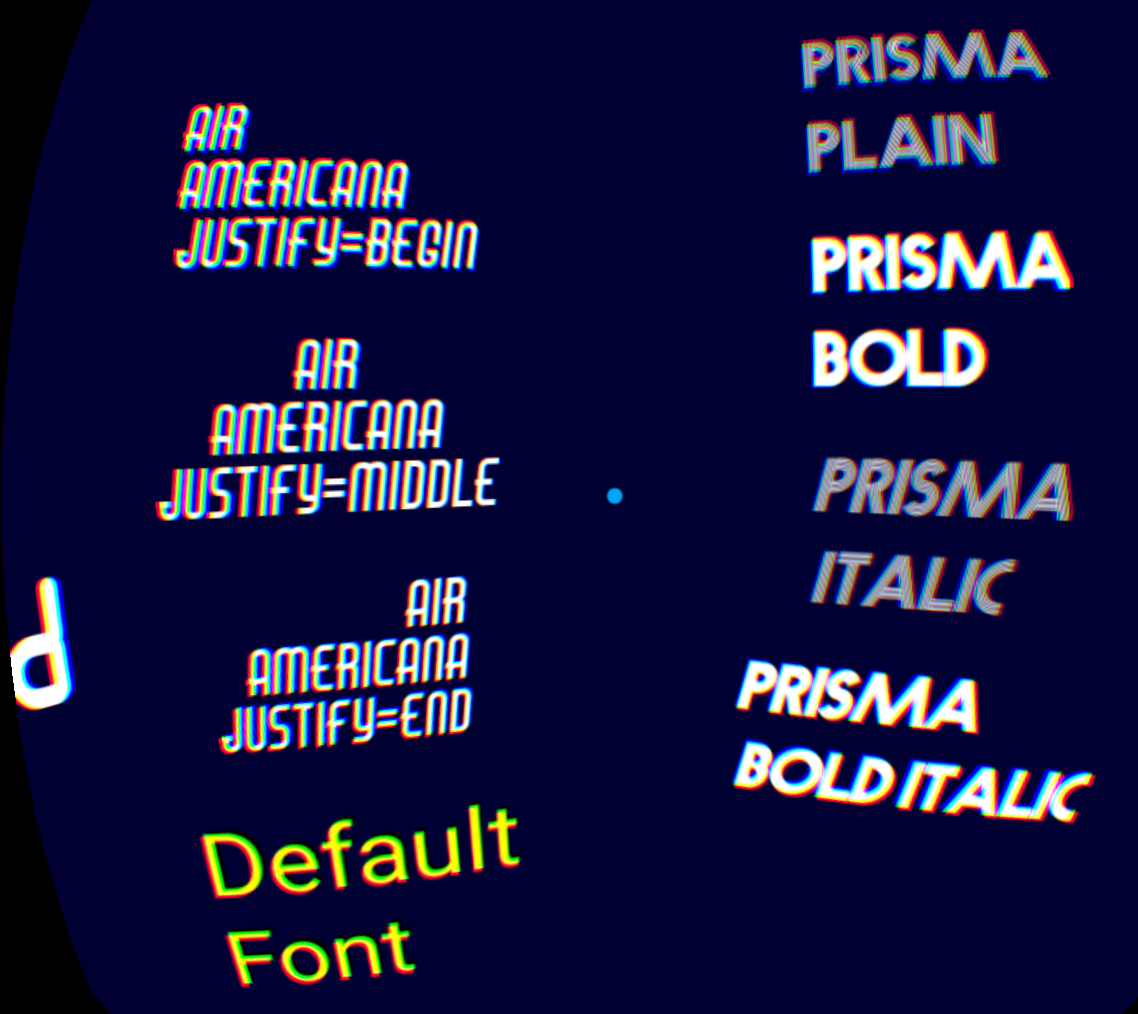 AIR
AMERICANA
JUSTIFY=BEGIN
AIR
AMERICANA
JUSTIFY=MIDDLE
d
AIR
AMERICANA
JUSTIFY=END
Default
Font
PRISMA
PLAIN
PRISMA
BOLD
PRISMA
ITALIC
PRISMA
BOLD ITALIC